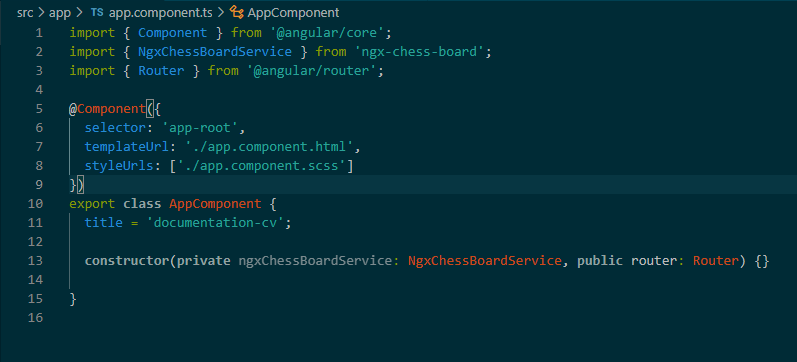 src > app > app.component.ts > AppComponent
1 import { Component } from '@angular/core';
2 import { NgxChessBoardService } from 'ngx-chess-board';
3 import { Router } from '@angular/router';
4
5 @Component({
6   selector: 'app-root',
7   templateUrl: './app.component.html',
8   styleUrls: ['./app.component.scss']
9 })
10 export class AppComponent {
11   title = 'documentation-cv';
12
13   constructor(private ngxChessBoardService: NgxChessBoardService, public router: Router) {}
14
15 }
16